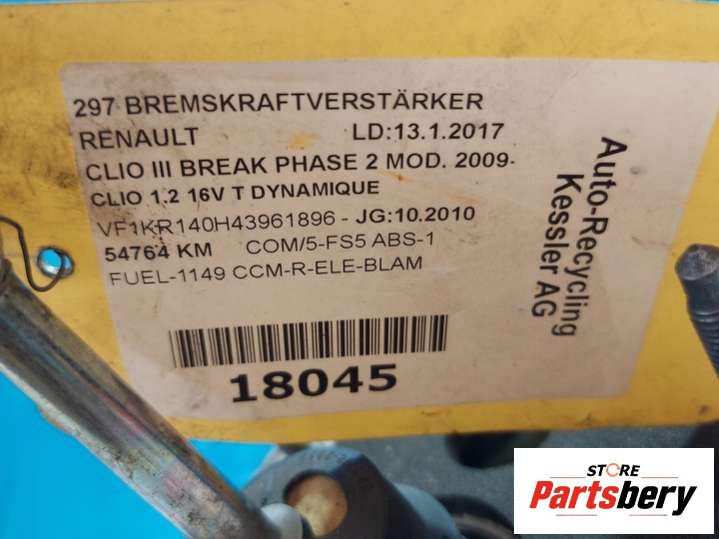 297 BREMSKRAFTVERSTÄRKER
RENAULT LD:13.1.2017
CLIO III BREAK PHASE 2 MOD. 2009-
CLIO 1.2 16V T DYNAMIQUE
VF1KR140H43961896 - JG:10.2010
54764 KM COM/5-FS5 ABS-1
FUEL-1149 CCM-R-ELE-BLAM
18045
Auto-Recycling
Kessler AG
STORE
Partsbery